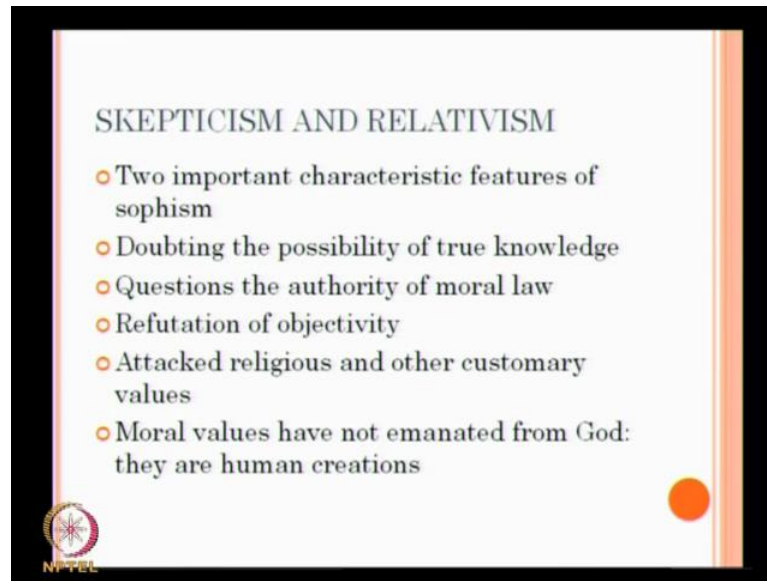 SKEPTICISM AND RELATIVISM
Two important characteristic features of
sophism
Doubting the possibility of true knowledge
Questions the authority of moral law
Refutation of objectivity
Attacked religious and other customary
values
Moral values have not emanated from God:
they are human creations
NPTEL